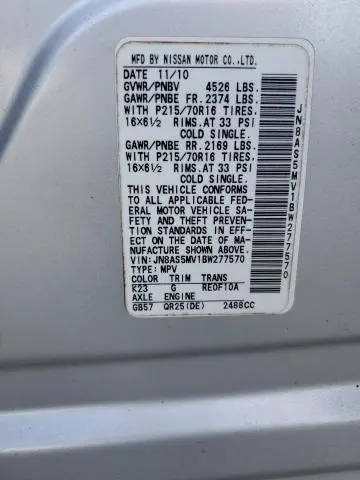 MFD BY NISSAN MOTOR CO.,LTD.
DATE 11/10
GVWR/PNBV 4526 LBS.
GAWR/PNBE FR. 2374 LBS.
WITH P215/70R16 TIRES,
16X6½ RIMS.AT 33 PSI
COLD SINGLE.
GAWR/PNBE RR. 2169 LBS.
WITH P215/70R16 TIRES,
16X6½ RIMS.AT 33 PSI
COLD SINGLE.
THIS VEHICLE CONFORMS
TO ALL APPLICABLE FED-
ERAL MOTOR VEHICLE SA-
FETY AND THEFT PREVEN-
TION STANDARDS IN EFF-
ECT ON THE DATE OF MA-
NUFACTURE SHOWN ABOVE.
VIN:JN8AS5MV1BW277570
TYPE: MPV
COLOR TRIM TRANS
K23 G RE0F10A
AXLE ENGINE
GB57 QR25(DE) 2488CC
JN8AS5MV1BW277570